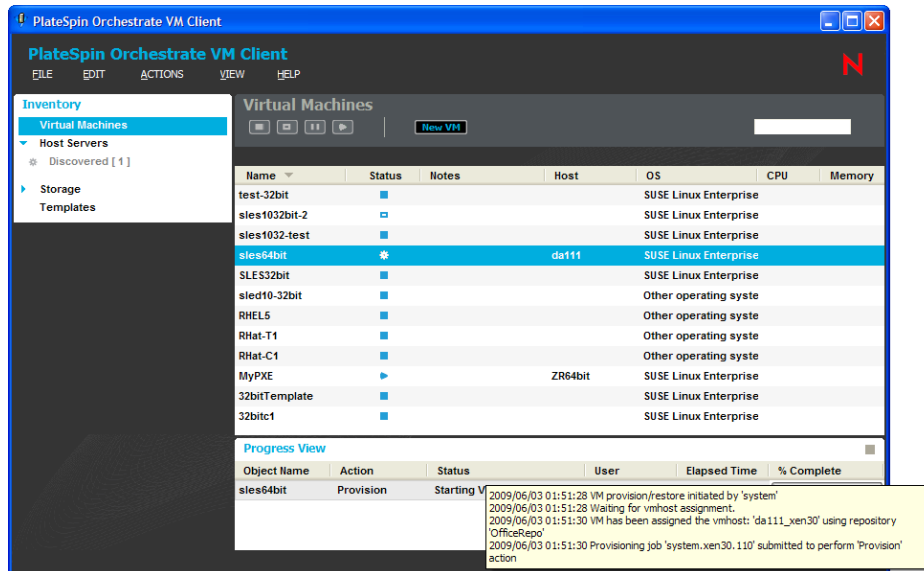 PlateSpin Orchestrate VM Client
PlateSpin Orchestrate VM Client
FILE EDIT ACTIONS VIEW HELP
N
Inventory
Virtual Machines
Host Servers
Discovered [ 1 ]
Storage
Templates
Virtual Machines
New VM
Name Status Notes Host OS CPU Memory
test-32bit SUSE Linux Enterprise
sles1032bit-2 SUSE Linux Enterprise
sles1032-test SUSE Linux Enterprise
sles64bit da111 SUSE Linux Enterprise
SLES32bit SUSE Linux Enterprise
sled10-32bit Other operating syste
RHEL5 Other operating syste
RHat-T1 Other operating syste
RHat-C1 Other operating syste
MyPXE ZR64bit SUSE Linux Enterprise
32bitTemplate SUSE Linux Enterprise
32bitc1 SUSE Linux Enterprise
Progress View
Object Name Action Status User Elapsed Time % Complete
sles64bit Provision Starting V
2009/06/03 01:51:28 VM provision/restore initiated by 'system'
2009/06/03 01:51:28 Waiting for vmhost assignment.
2009/06/03 01:51:30 VM has been assigned the vmhost: 'da111_xen30' using repository
'OfficeRepo'
2009/06/03 01:51:30 Provisioning job 'system.xen30.110' submitted to perform 'Provision'
action